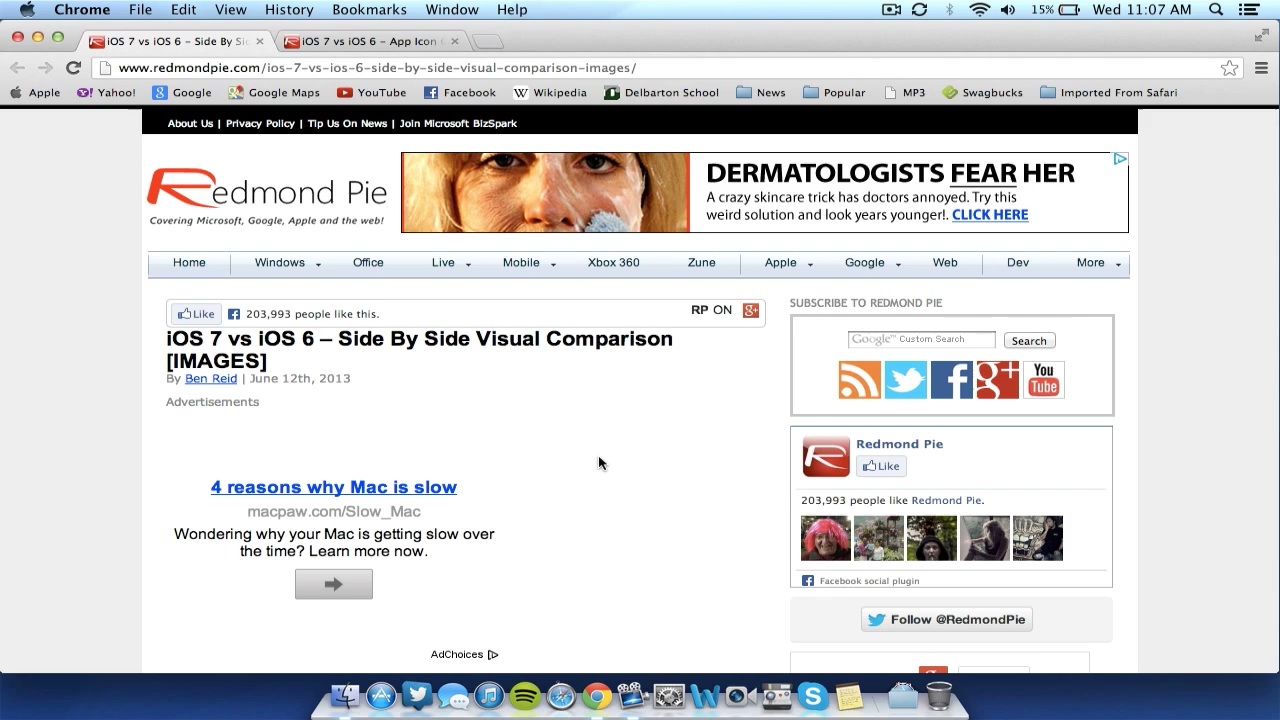 Chrome File Edit View History Bookmarks Window Help 15% Wed 11:07 AM
iOS 7 vs iOS 6 – Side By Si iOS 7 vs iOS 6 – App Icon
www.redmondpie.com/ios-7-vs-ios-6-side-by-side-visual-comparison-images/
Apple Yahoo! Google Google Maps YouTube Facebook Wikipedia Delbarton School News Popular MP3 Swagbucks Imported From Safari
About Us | Privacy Policy | Tip Us On News | Join Microsoft BizSpark
Redmond Pie
Covering Microsoft, Google, Apple and the web!
DERMATOLOGISTS FEAR HER
A crazy skincare trick has doctors annoyed. Try this
weird solution and look years younger!. CLICK HERE
Home Windows Office Live Mobile Xbox 360 Zune Apple Google Web Dev More
Like 203,993 people like this. RP ON g+
iOS 7 vs iOS 6 – Side By Side Visual Comparison
[IMAGES]
By Ben Reid | June 12th, 2013
Advertisements
4 reasons why Mac is slow
macpaw.com/Slow_Mac
Wondering why your Mac is getting slow over
the time? Learn more now.
AdChoices
SUBSCRIBE TO REDMOND PIE
Google™ Custom Search Search
You
Tube
Redmond Pie
Like
203,993 people like Redmond Pie.
Facebook social plugin
Follow @RedmondPie